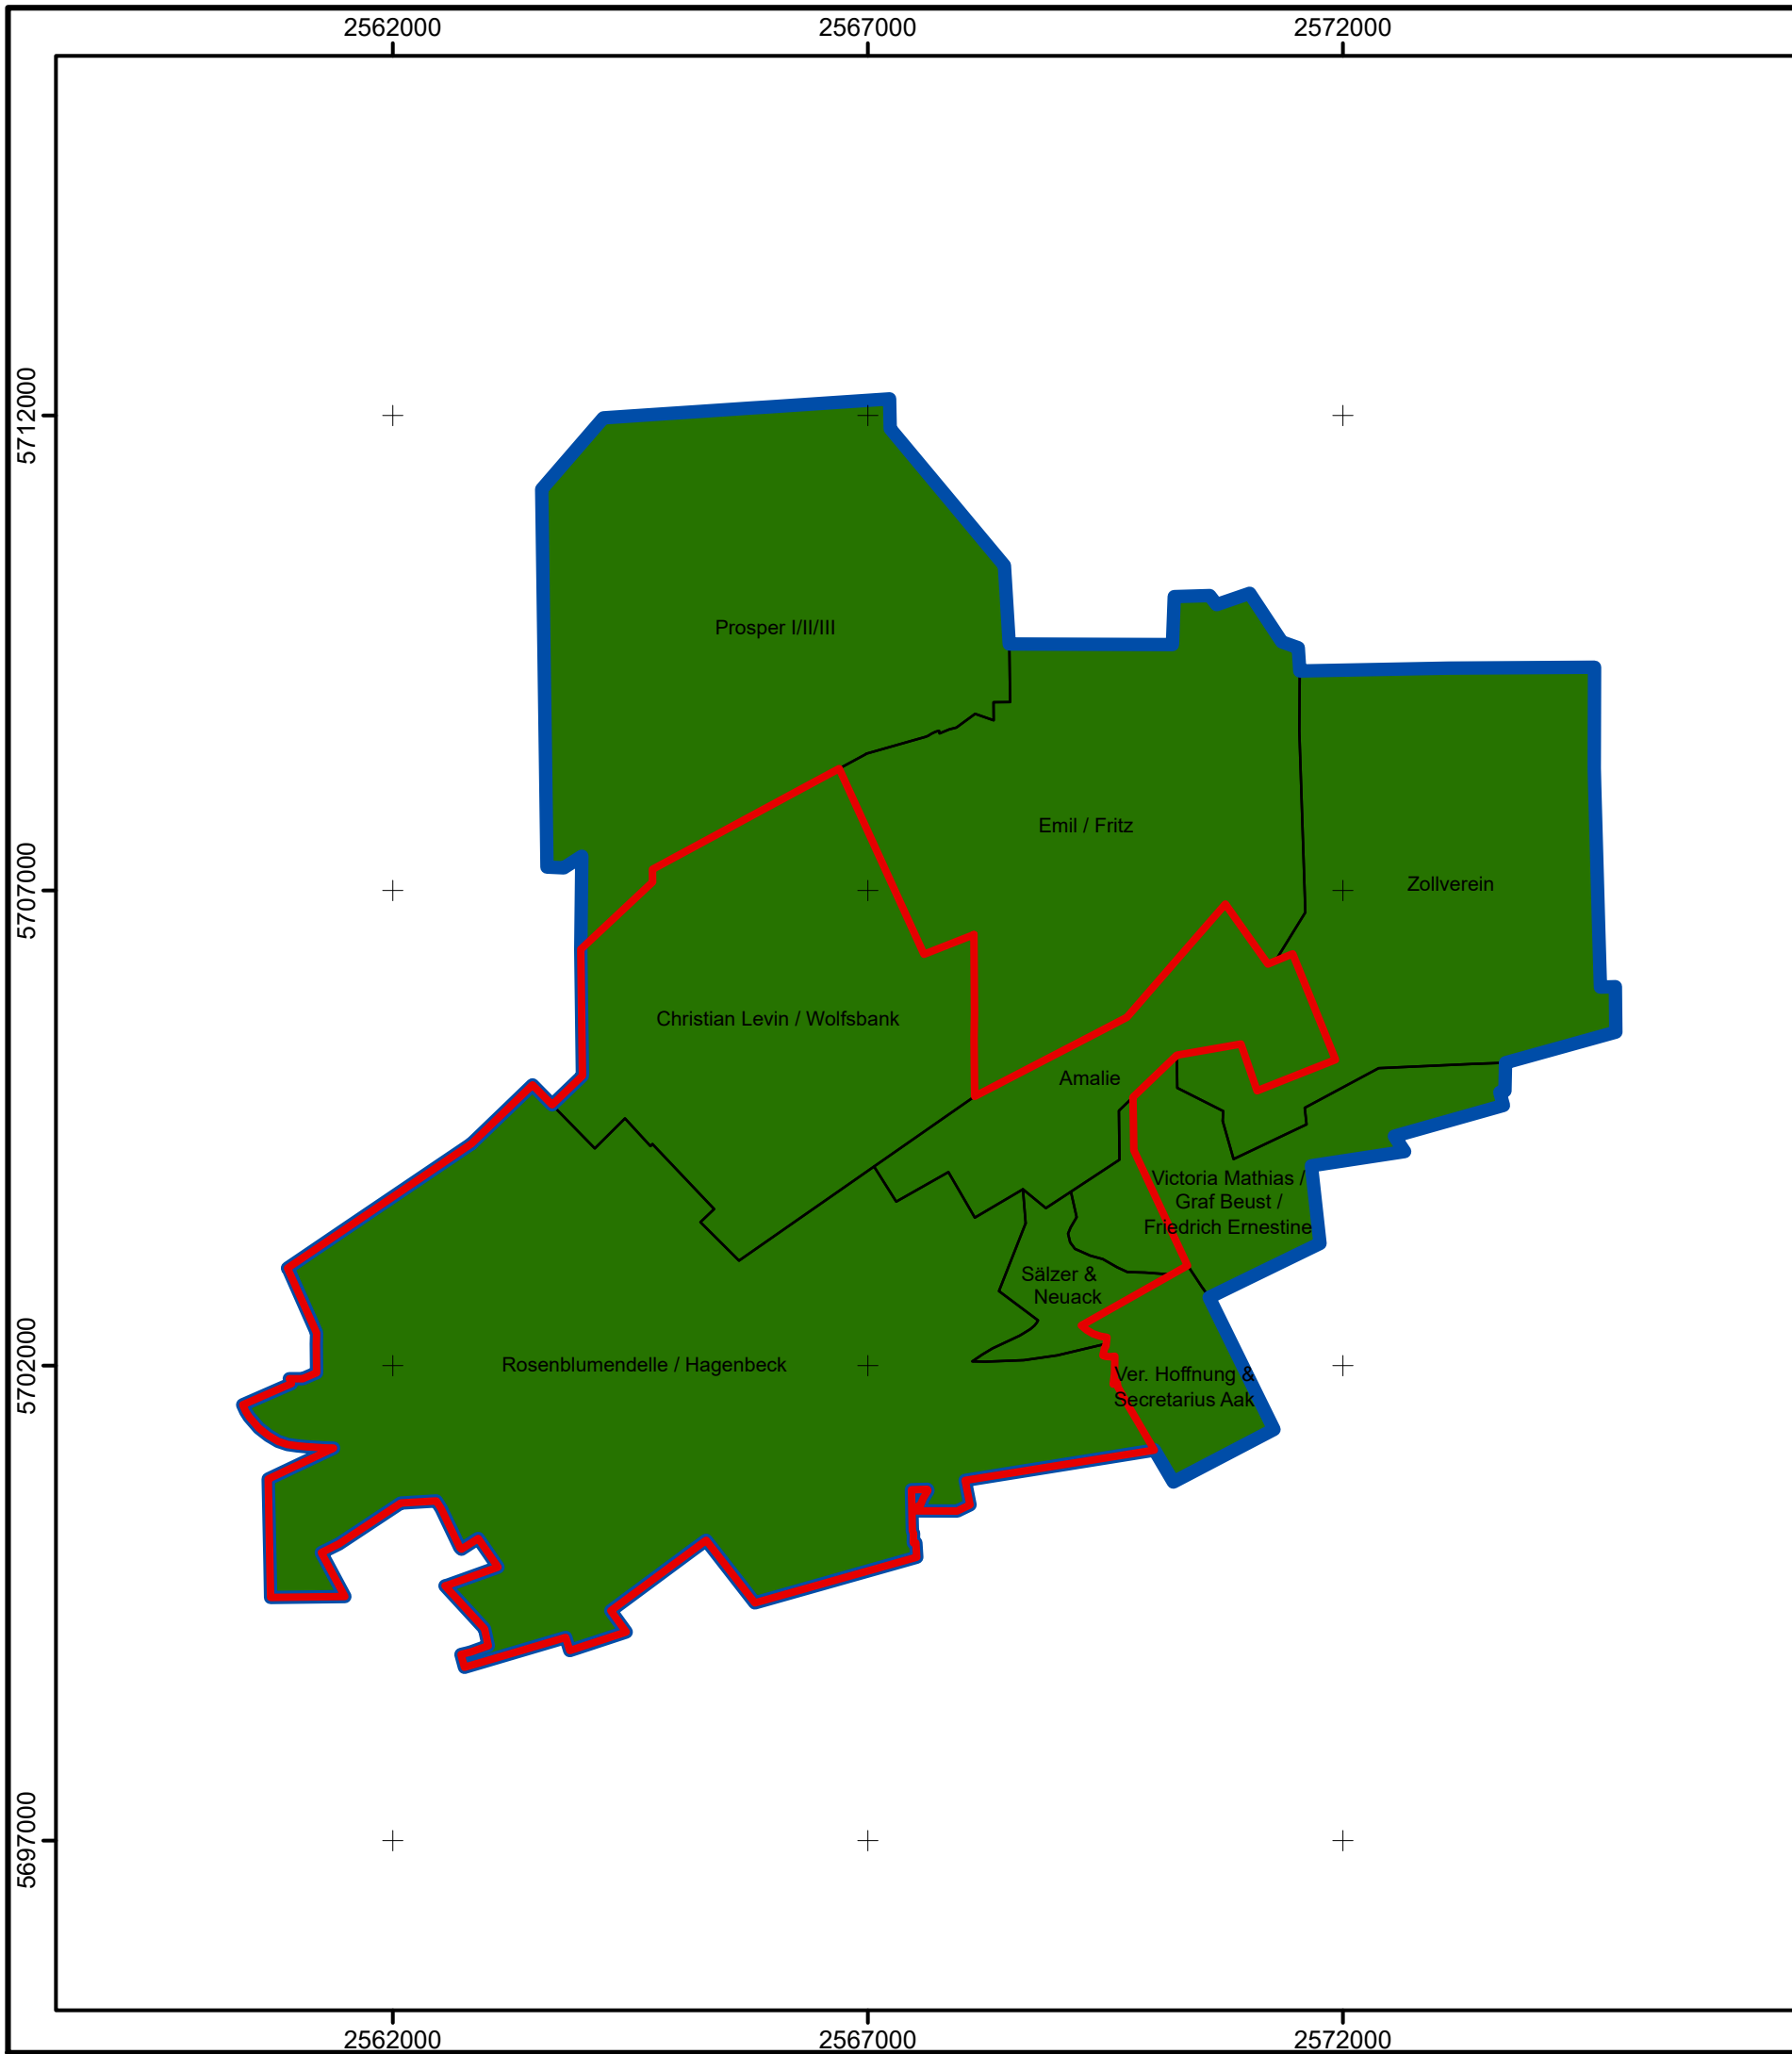 2562000
2567000
2572000
5712000
Prosper I/II/III
Emil / Fritz
Zollverein
5707000
Christian Levin / Wolfsbank
Amalie
Victoria Mathias /
Graf Beust /
Friedrich Ernestine
Sälzer &
Neuack
5702000
Rosenblumendelle / Hagenbeck
Ver. Hoffnung &
Secretarius Aak
5697000
2562000
2567000
2572000